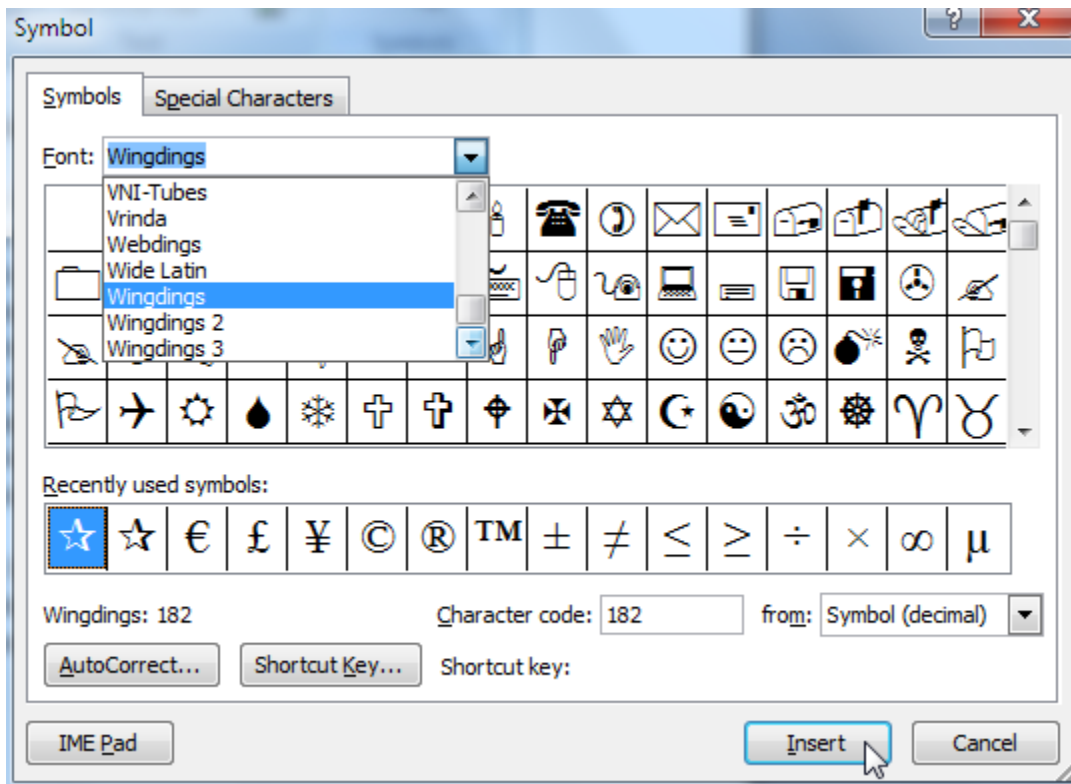 Symbol
Symbols
Special Characters
Font: Wingdings
VNI-Tubes
Vrinda
Webdings
Wide Latin
Wingdings
Wingdings 2
Wingdings 3
Recently used symbols:
€ £ ¥ © ® ™ ± ≠ ≤ ≥ ÷ × ∞ µ
Wingdings: 182 Character code: 182 from: Symbol (decimal)
AutoCorrect... Shortcut Key... Shortcut key:
IME Pad Insert Cancel